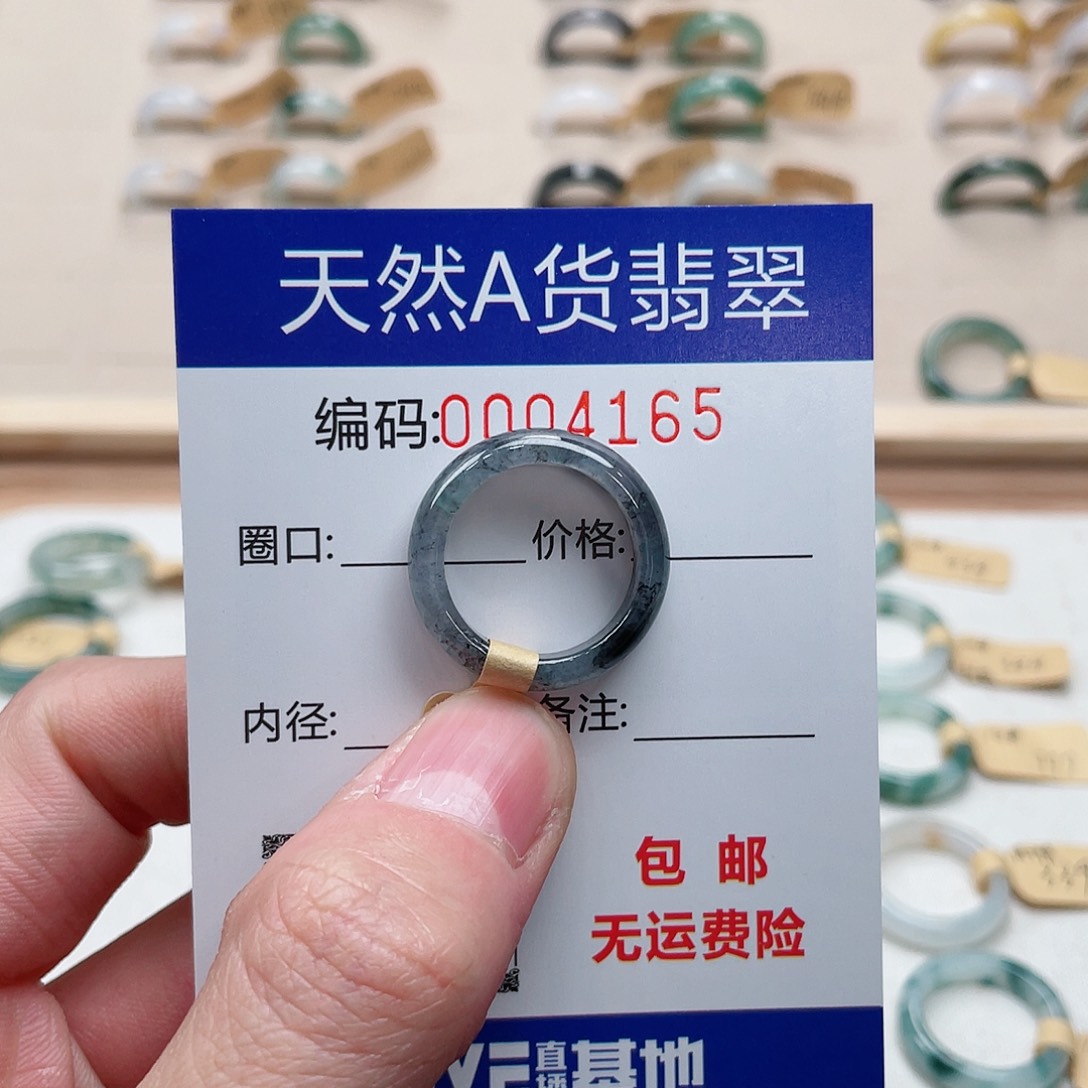 天然A货翡翠
编码:0004165
圈口: 价格:
内径: 备注:
包 邮
无运费险
直播基地